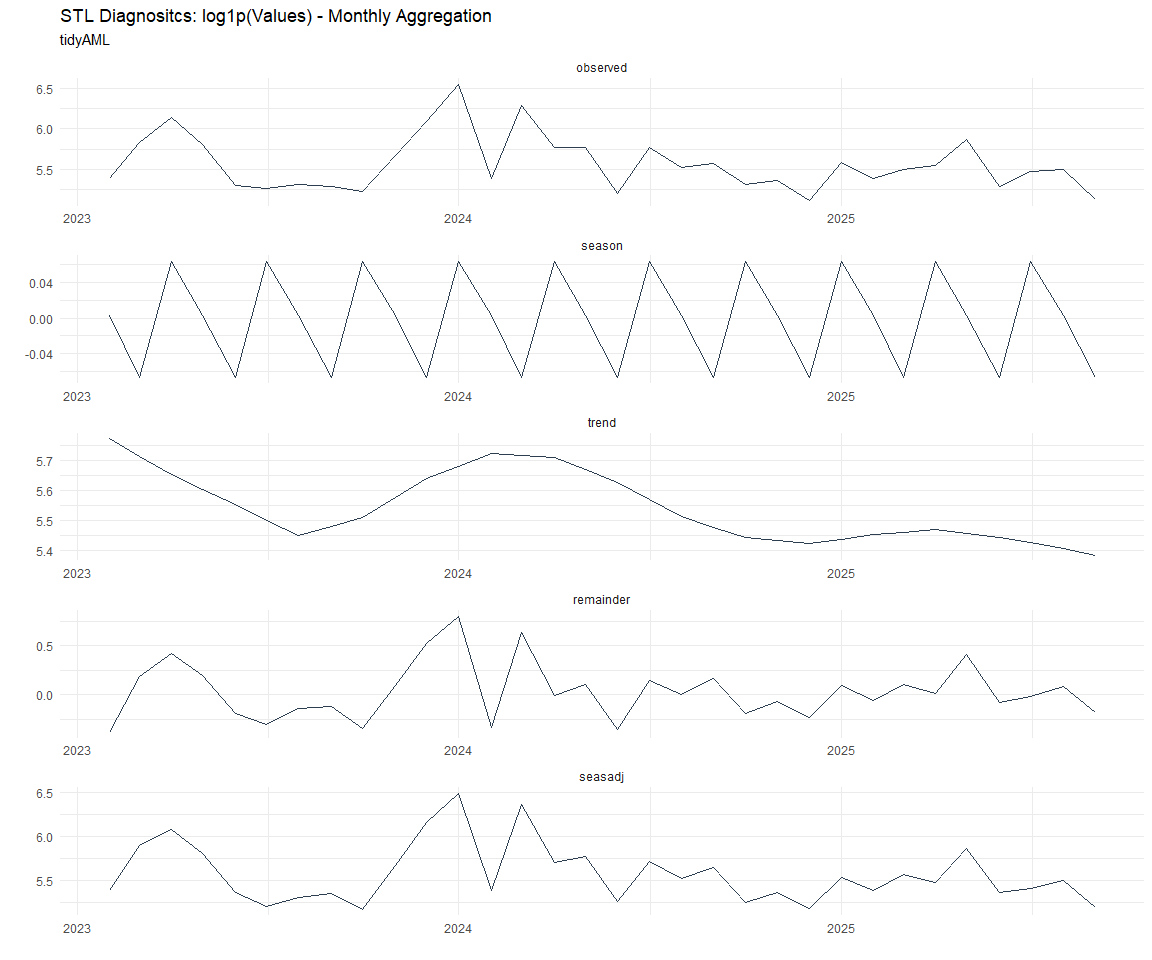 STL Diagnositcs: log1p(Values) - Monthly Aggregation
tidyAML
observed
6.5
6.0
5.5
2023 2024 2025
season
0.04
0.00
-0.04
2023 2024 2025
trend
5.7
5.6
5.5
5.4
2023 2024 2025
remainder
0.5
0.0
2023 2024 2025
seasadj
6.5
6.0
5.5
2023 2024 2025